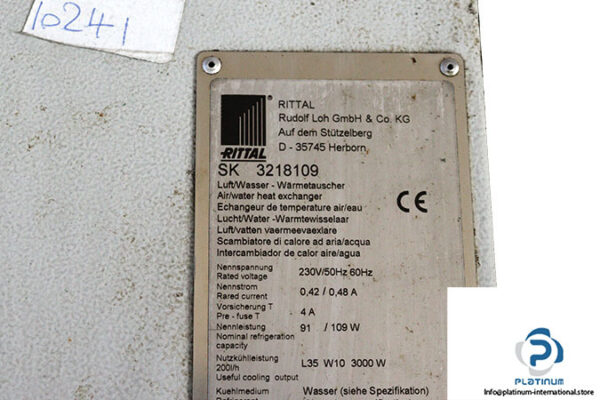 10241
RITTAL
Rudolf Loh GmbH & Co. KG
Auf dem Stützelberg
D - 35745 Herborn
RITTAL
®
SK 3218109
Luft/Wasser - Wärmetauscher
Air/water heat exchanger
Echangeur de temperature air/eau
Lucht/Water -Warmtewisselaar
Luft/vatten vaermeevaexlare
Scambiatore di calore ad aria/acqua
Intercambiador de calor aire/agua
CE
Nennspannung
Rated voltage 230V/50Hz 60Hz
Nennstrom
Rared current 0,42 / 0,48 A
Vorsicherung T
Pre - fuse T 4 A
Nennleistung 91 / 109 W
Nominal refrigeration
capacity
Nutzkühlleistung
200l/h L35 W10 3000 W
Useful cooling output
Kuehlmedium Wasser (siehe Spezifikation)
PLATINUM
INTERNATIONAL
info@platinum-international.store